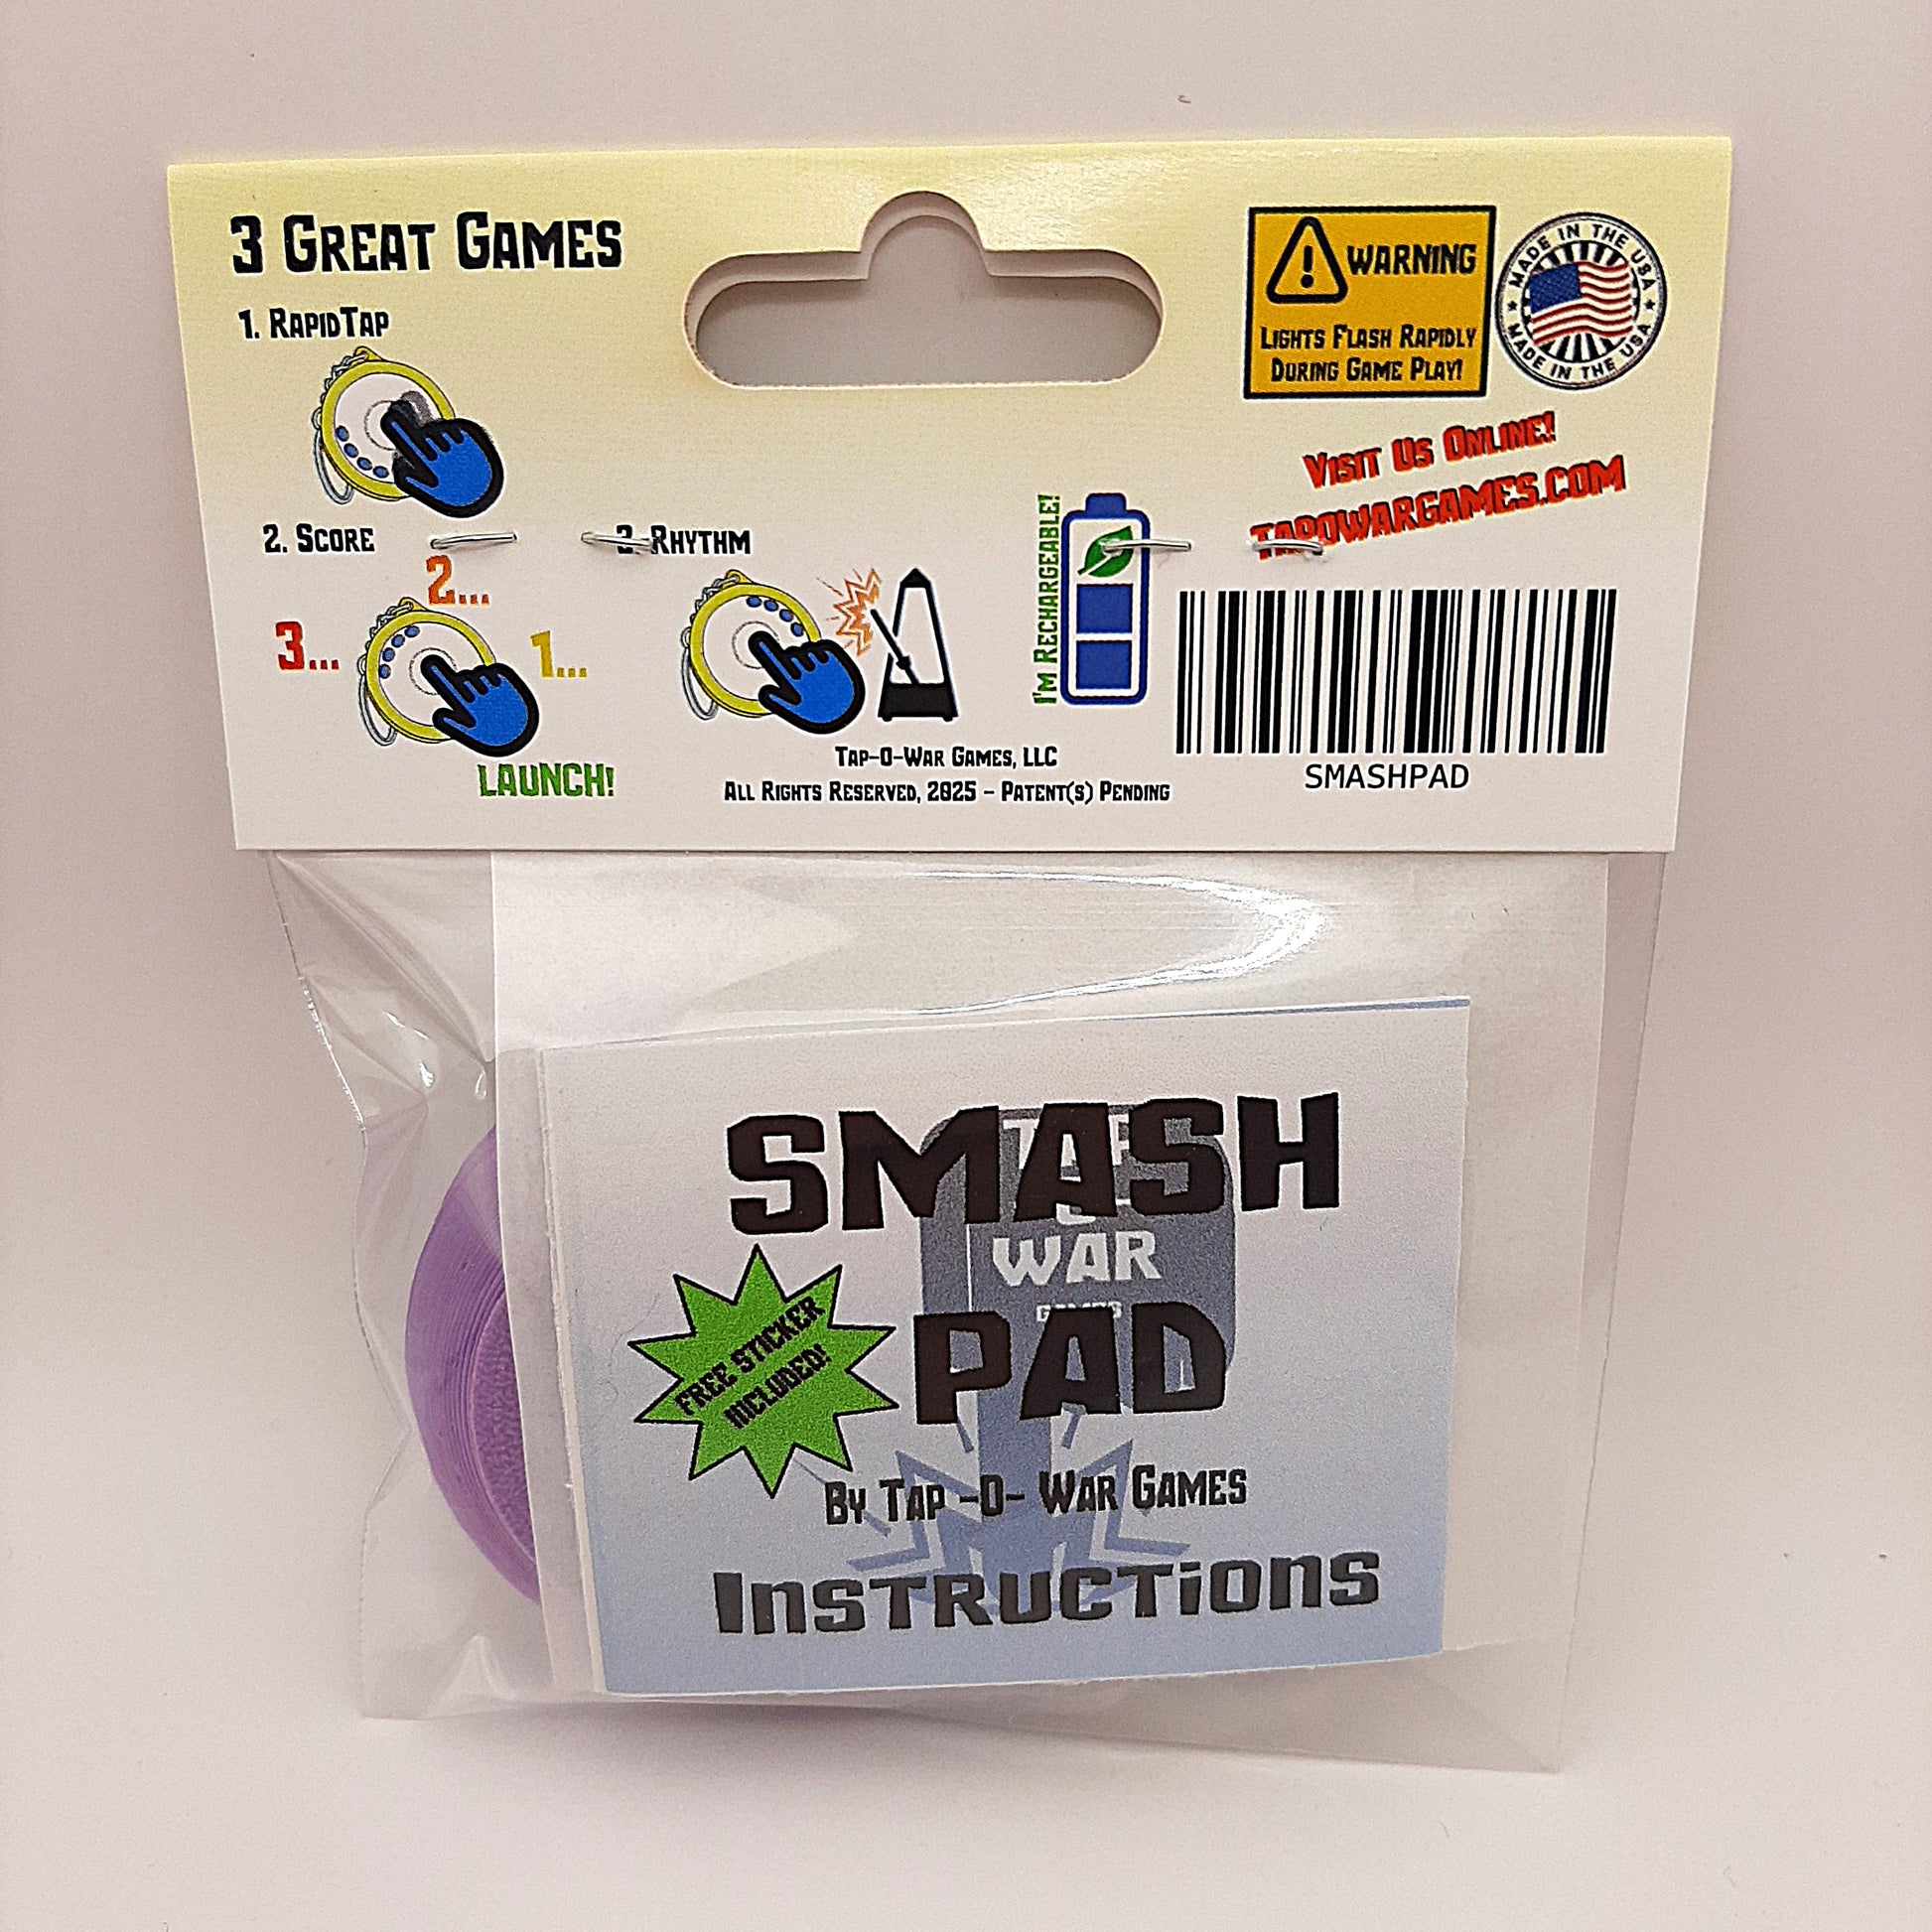 3 Great Games
1. RapidTap
2. Score
3...
2...
1...
LAUNCH!
3. Rhythm
I'm Rechargeable!
WARNING
Lights Flash Rapidly
During Game Play!
MADE IN THE USA
MADE IN THE USA
Visit Us Online!
TAPOWARGAMES.COM
SMASHPAD
Tap-O-War Games, LLC
All Rights Reserved, 2025 - Patent(s) Pending
SMASH
PAD
TAP
O
WAR
GAMES
FREE STICKER
INCLUDED!
By Tap -O- War Games
Instructions